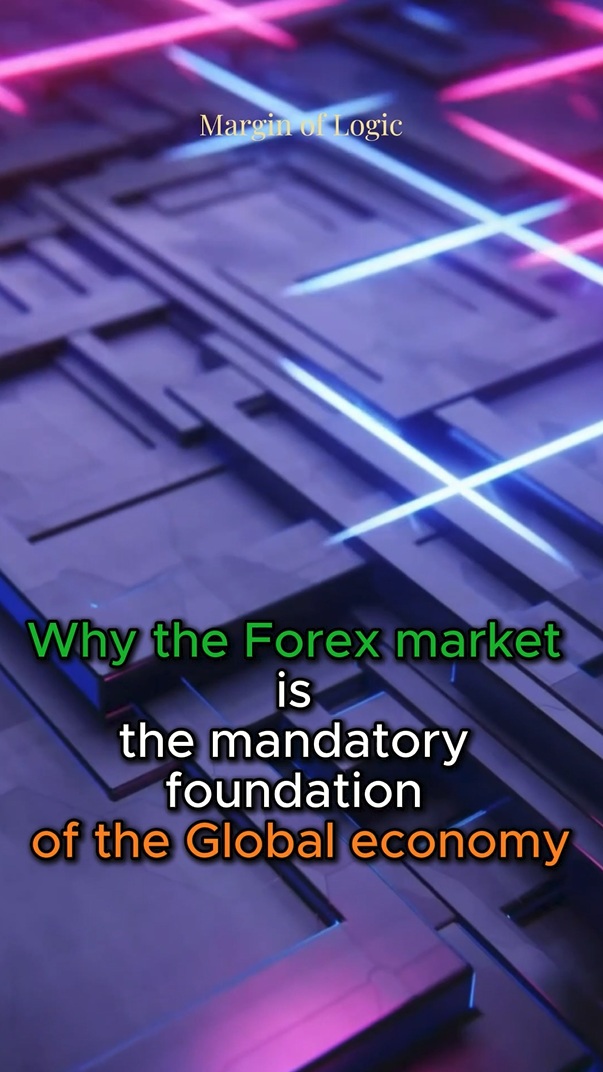 Margin of Logic
Why the Forex market
is
the mandatory
foundation
of the Global economy